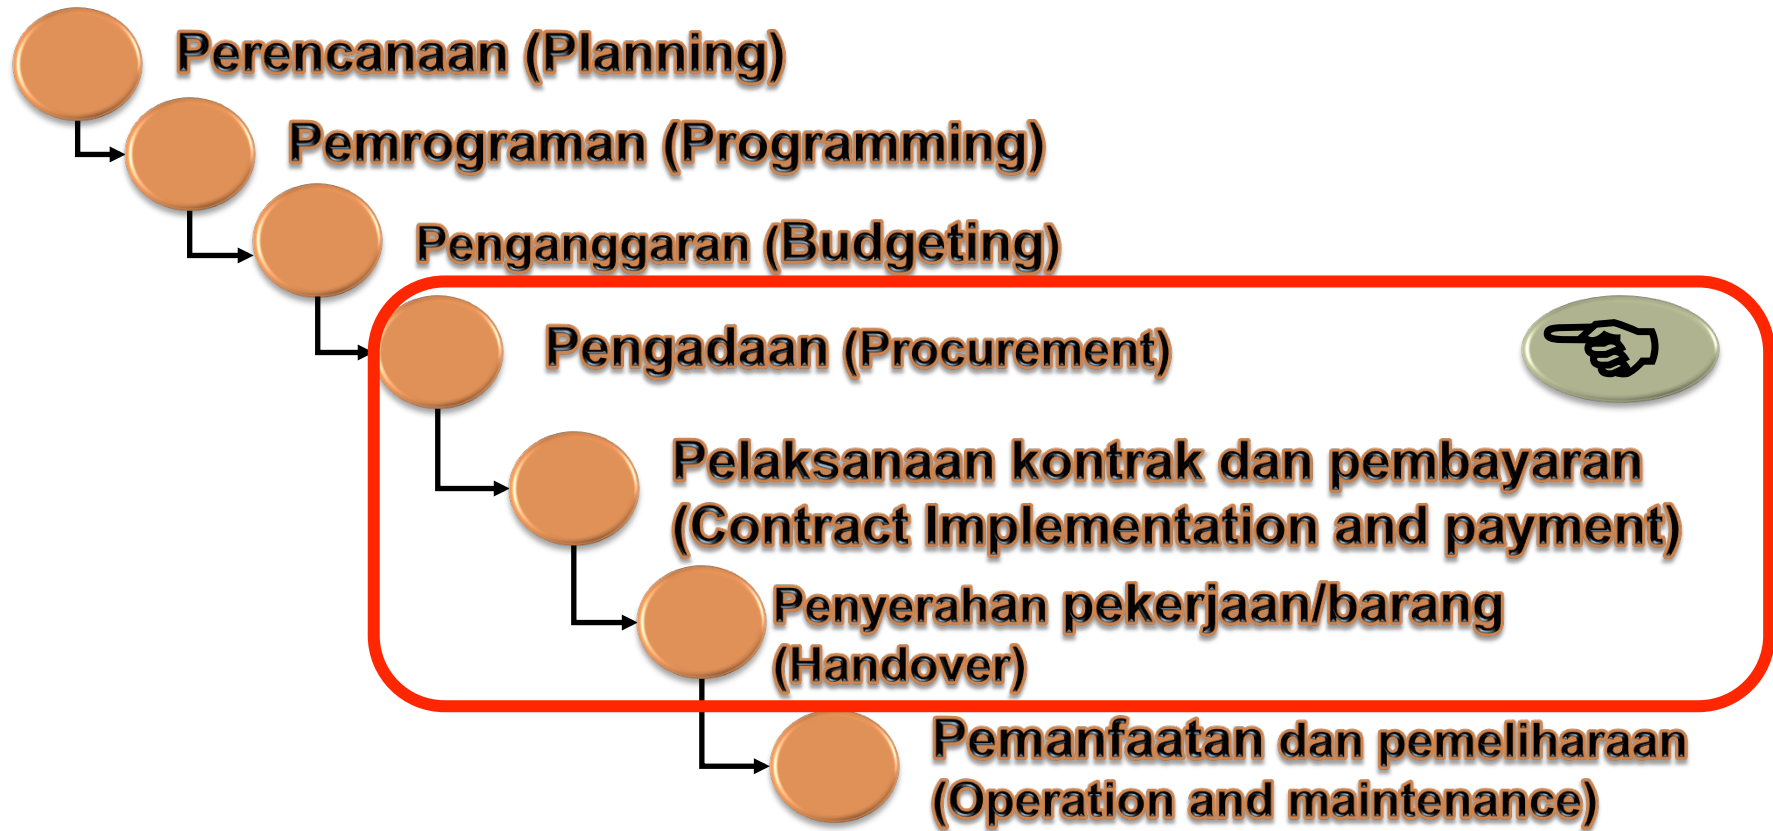 Perencanaan (Planning)
Pemrograman (Programming)
Penganggaran (Budgeting)
Pengadaan (Procurement)
Pelaksanaan kontrak dan pembayaran
(Contract Implementation and payment)
Penyerahan pekerjaan/barang
(Handover)
Pemanfaatan dan pemeliharaan
(Operation and maintenance)